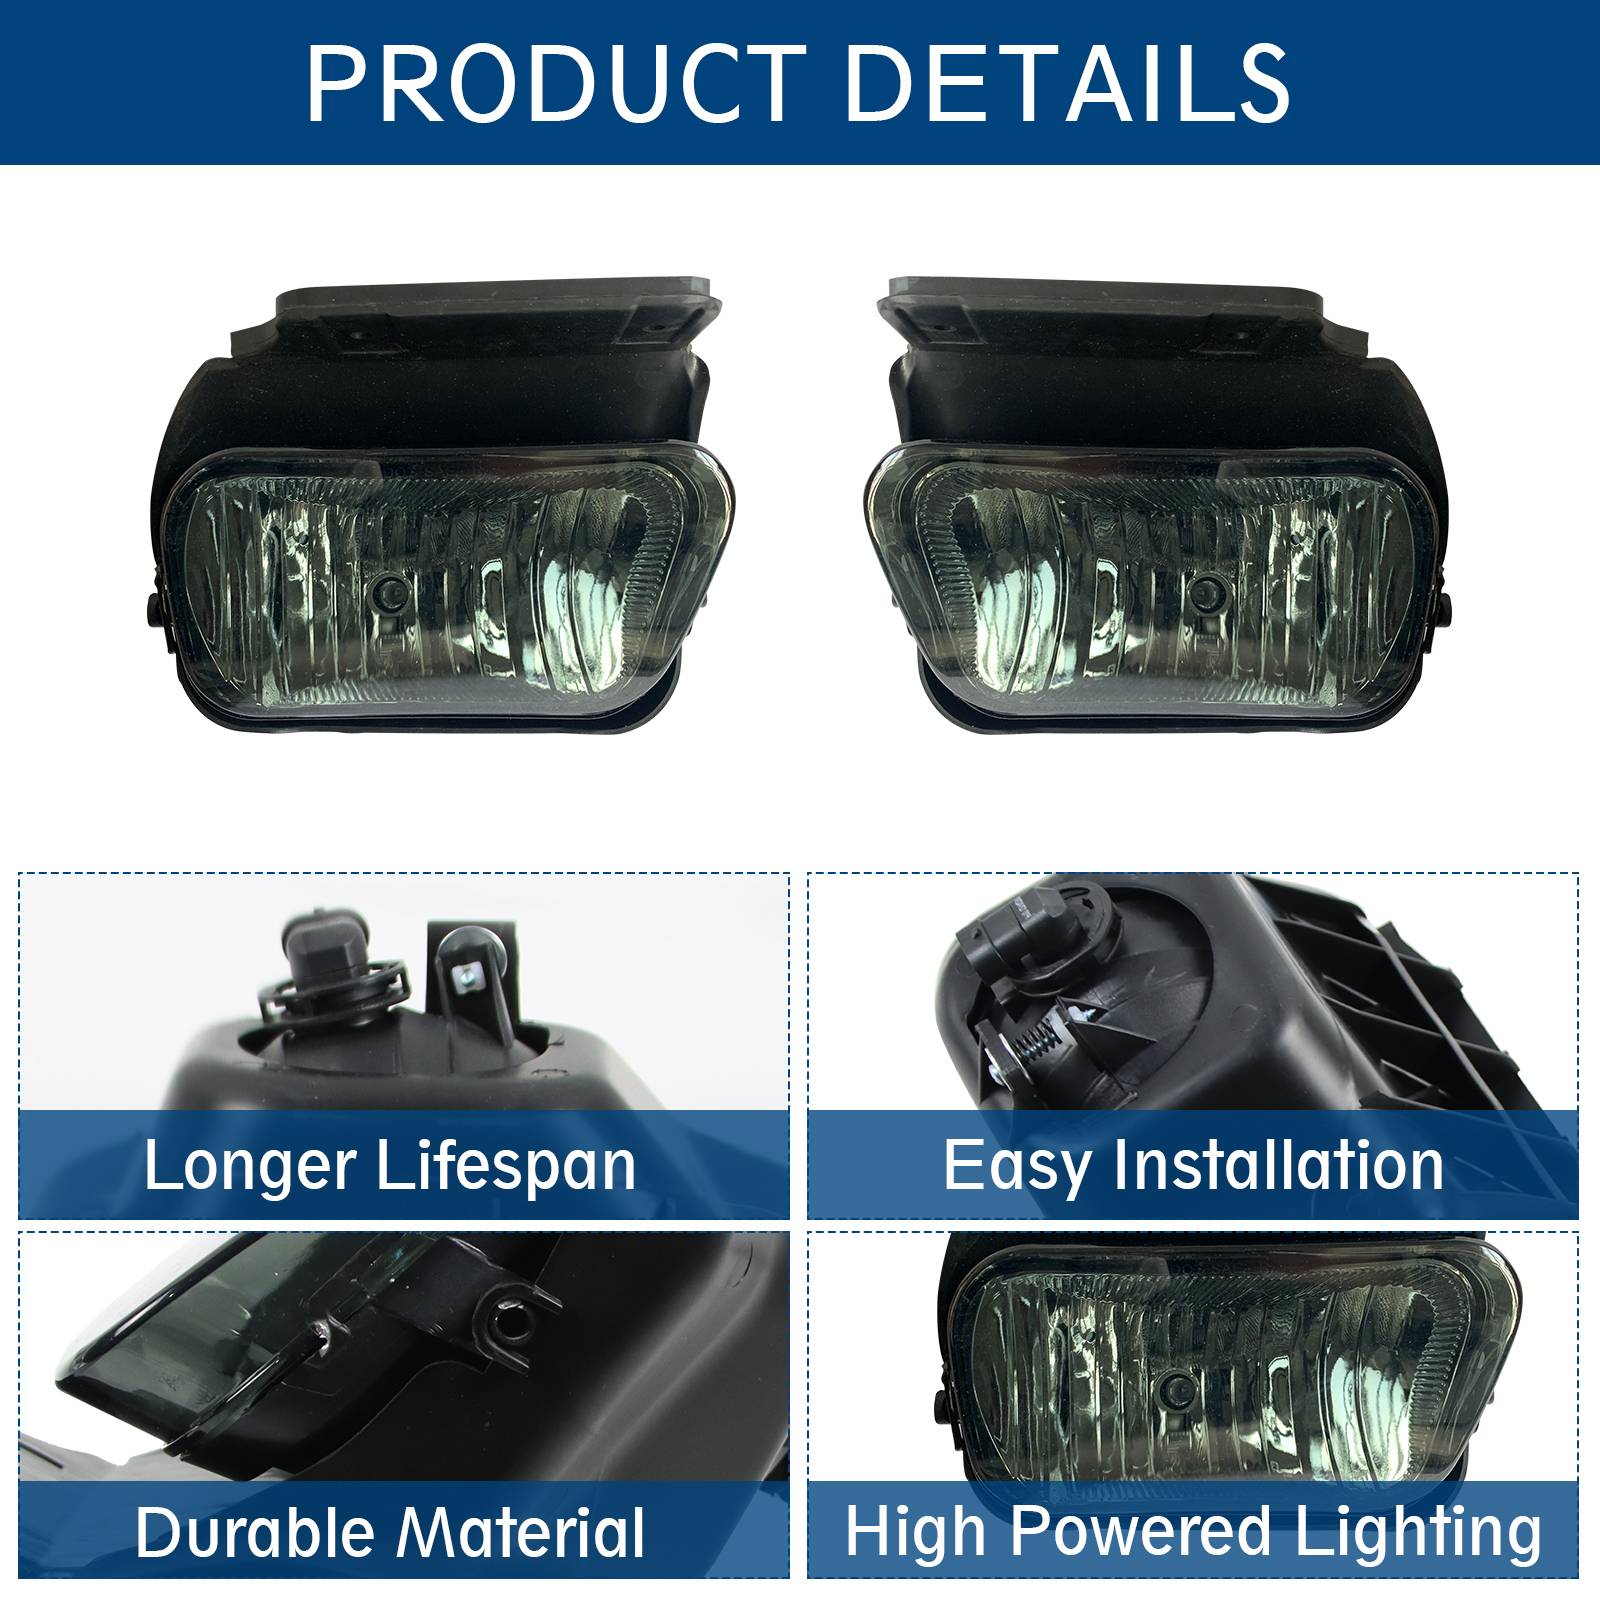 PRODUCT DETAILS
Longer Lifespan
Easy Installation
Durable Material
High Powered Lighting